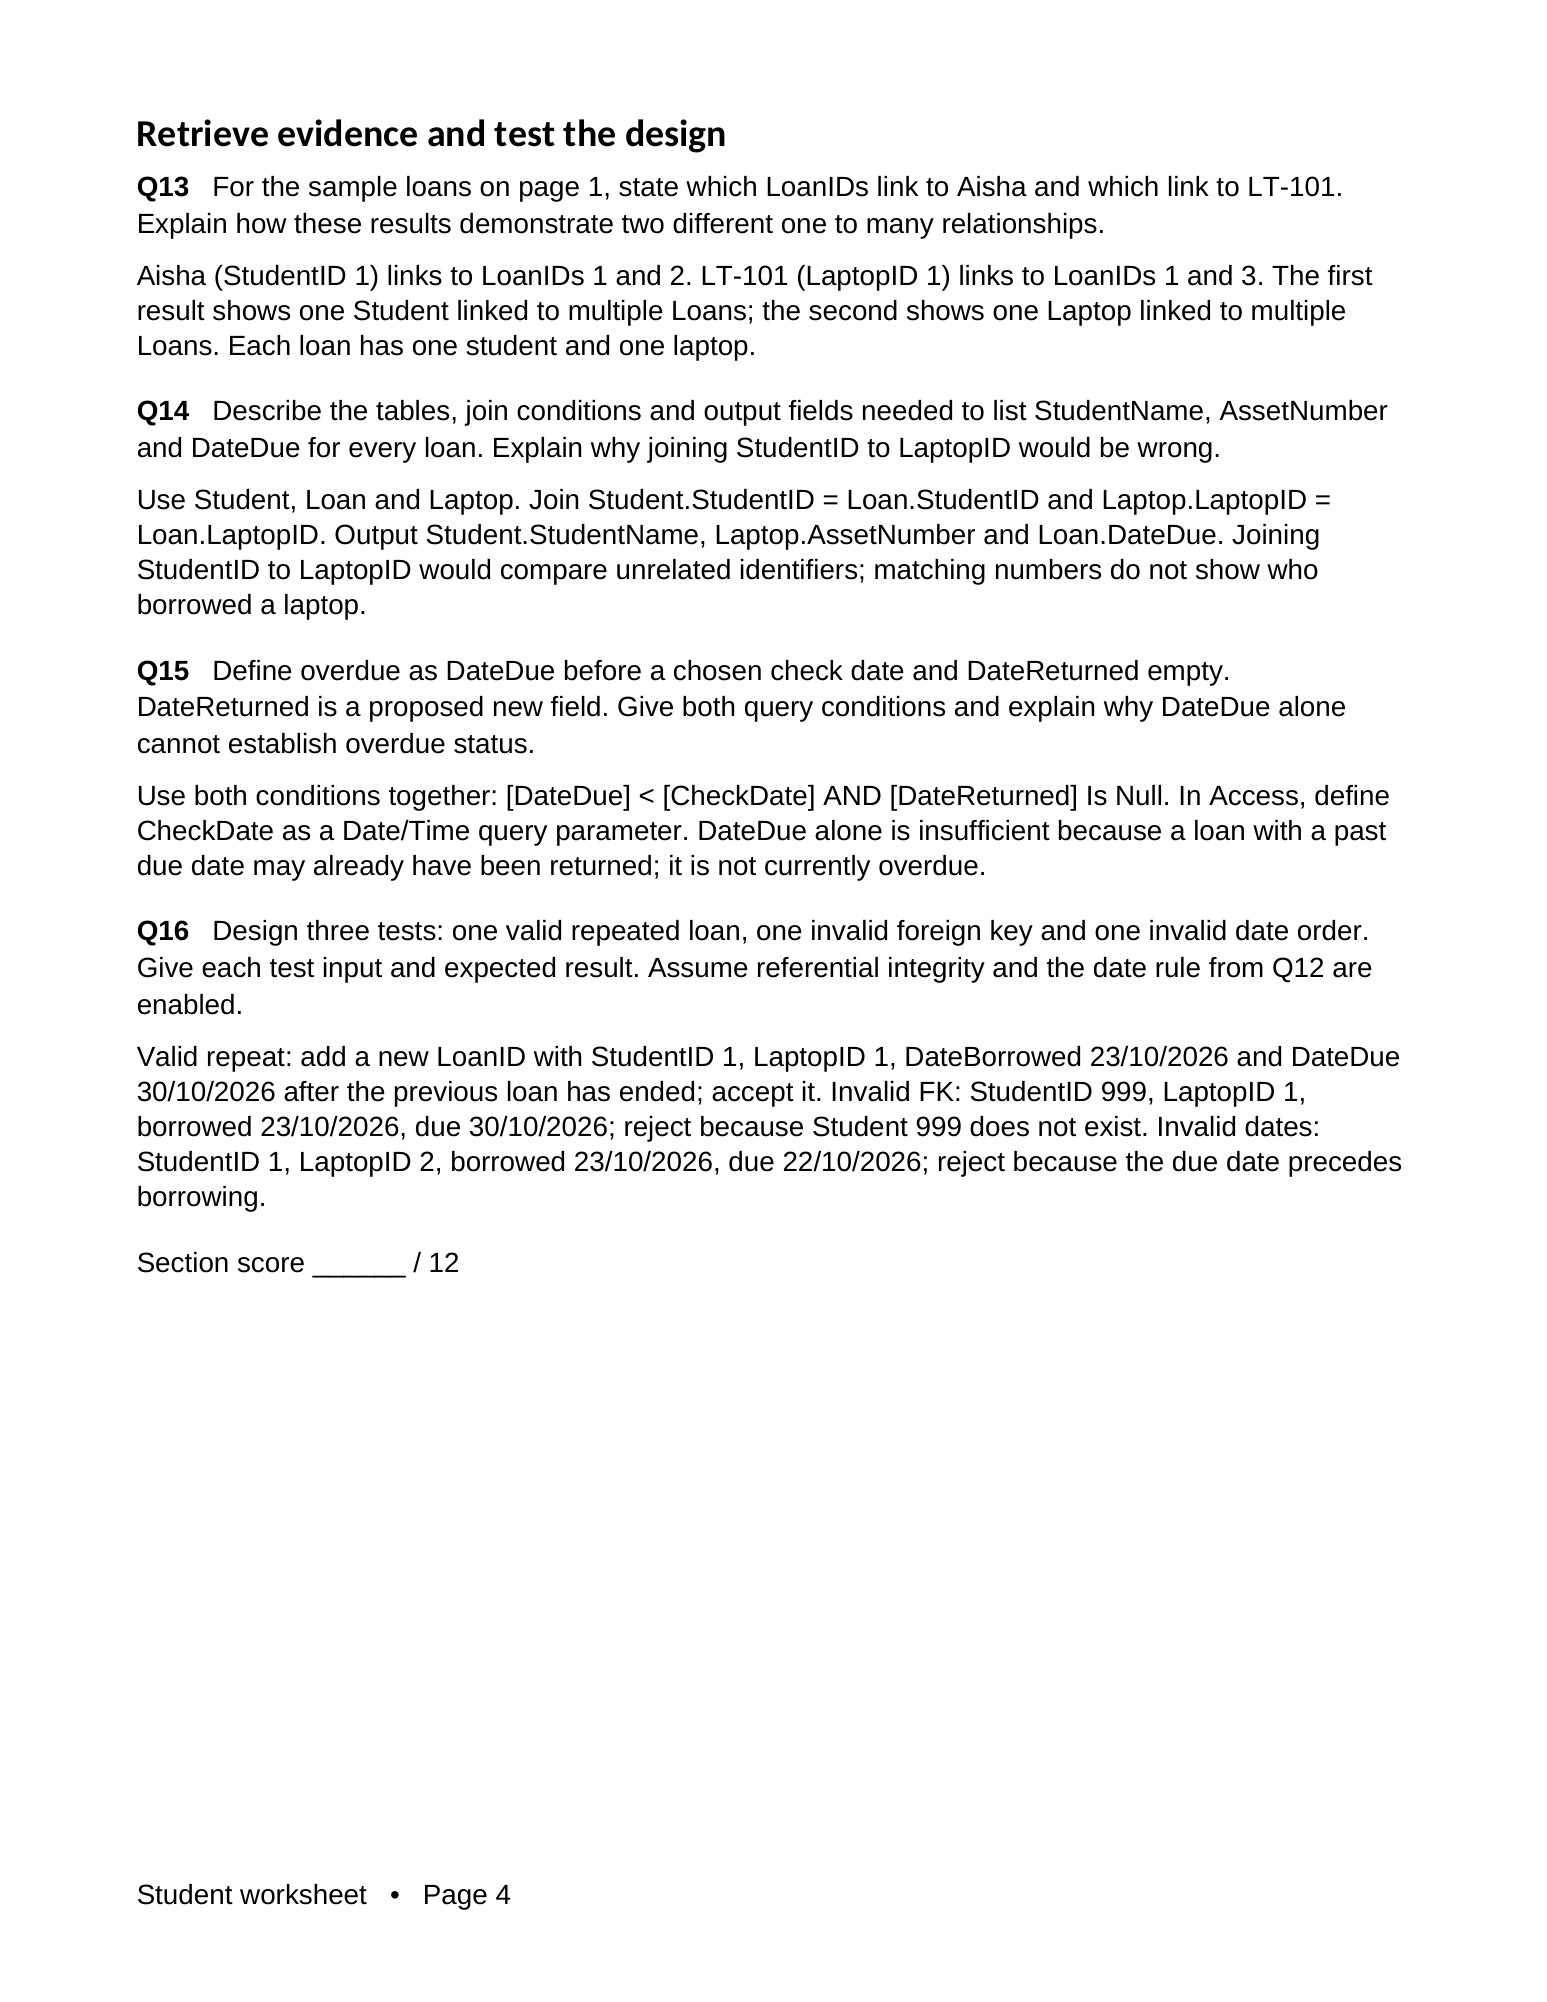 Retrieve evidence and test the design
Q13 For the sample loans on page 1, state which LoanIDs link to Aisha and which link to LT-101.
Explain how these results demonstrate two different one to many relationships.
Aisha (StudentID 1) links to LoanIDs 1 and 2. LT-101 (LaptopID 1) links to LoanIDs 1 and 3. The first
result shows one Student linked to multiple Loans; the second shows one Laptop linked to multiple
Loans. Each loan has one student and one laptop.
Q14 Describe the tables, join conditions and output fields needed to list StudentName, AssetNumber
and DateDue for every loan. Explain why joining StudentID to LaptopID would be wrong.
Use Student, Loan and Laptop. Join Student.StudentID = Loan.StudentID and Laptop.LaptopID =
Loan.LaptopID. Output Student.StudentName, Laptop.AssetNumber and Loan.DateDue. Joining
StudentID to LaptopID would compare unrelated identifiers; matching numbers do not show who
borrowed a laptop.
Q15 Define overdue as DateDue before a chosen check date and DateReturned empty.
DateReturned is a proposed new field. Give both query conditions and explain why DateDue alone
cannot establish overdue status.
Use both conditions together: [DateDue] < [CheckDate] AND [DateReturned] Is Null. In Access, define
CheckDate as a Date/Time query parameter. DateDue alone is insufficient because a loan with a past
due date may already have been returned; it is not currently overdue.
Q16 Design three tests: one valid repeated loan, one invalid foreign key and one invalid date order.
Give each test input and expected result. Assume referential integrity and the date rule from Q12 are
enabled.
Valid repeat: add a new LoanID with StudentID 1, LaptopID 1, DateBorrowed 23/10/2026 and DateDue
30/10/2026 after the previous loan has ended; accept it. Invalid FK: StudentID 999, LaptopID 1,
borrowed 23/10/2026, due 30/10/2026; reject because Student 999 does not exist. Invalid dates:
StudentID 1, LaptopID 2, borrowed 23/10/2026, due 22/10/2026; reject because the due date precedes
borrowing.
Section score ______ / 12
Student worksheet • Page 4